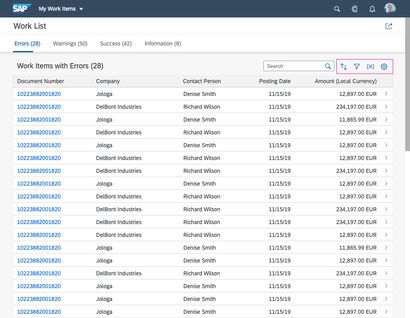 SAP My Work Items
Work List
Errors (28) Warnings (50) Success (42) Information (8)
Work Items with Errors (28) Search
Document Number Company Contact Person Posting Date Amount (Local Currency)
10223882001820 Jologa Denise Smith 11/15/19 12,897.00 EUR
10223882001820 DelBont Industries Richard Wilson 11/15/19 234,197.00 EUR
10223882001820 Jologa Denise Smith 11/15/19 11,865.99 EUR
10223882001820 DelBont Industries Richard Wilson 11/15/19 12,897.00 EUR
10223882001820 Jologa Denise Smith 11/15/19 12,897.00 EUR
10223882001820 DelBont Industries Richard Wilson 11/15/19 12,897.00 EUR
10223882001820 DelBont Industries Richard Wilson 11/15/19 234,197.00 EUR
10223882001820 Jologa Denise Smith 11/15/19 12,897.00 EUR
10223882001820 DelBont Industries Richard Wilson 11/15/19 12,897.00 EUR
10223882001820 DelBont Industries Richard Wilson 11/15/19 234,197.00 EUR
10223882001820 DelBont Industries Richard Wilson 11/15/19 12,897.00 EUR
10223882001820 DelBont Industries Richard Wilson 11/15/19 12,897.00 EUR
10223882001820 Jologa Denise Smith 11/15/19 11,865.99 EUR
10223882001820 Jologa Denise Smith 11/15/19 12,897.00 EUR
10223882001820 DelBont Industries Richard Wilson 11/15/19 234,197.00 EUR
10223882001820 Jologa Denise Smith 11/15/19 12,897.00 EUR
10223882001820 Jologa Denise Smith 11/15/19 12,897.00 EUR
10223882001820 Jologa Denise Smith 11/15/19 12,897.00 EUR